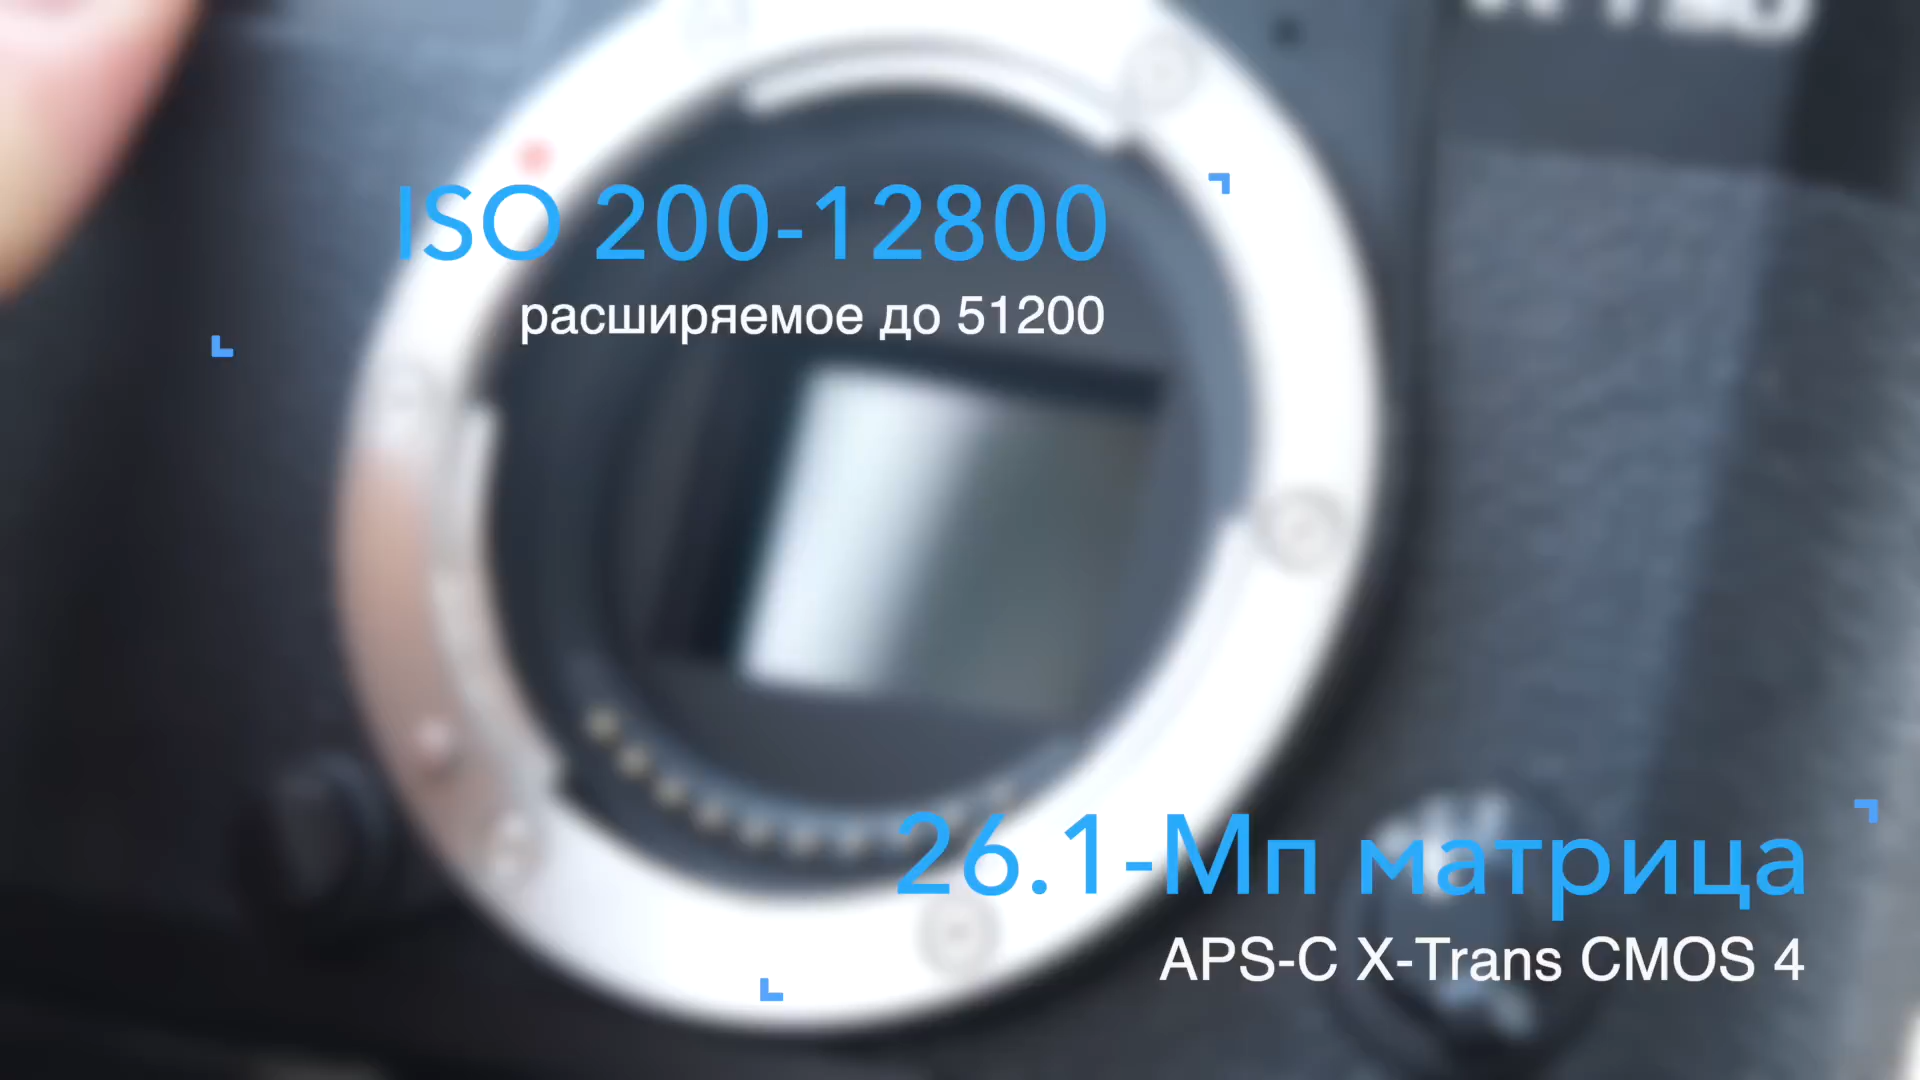 ISO 200-12800
расширяемое до 51200
26.1-Мп матрица
APS-C X-Trans CMOS 4